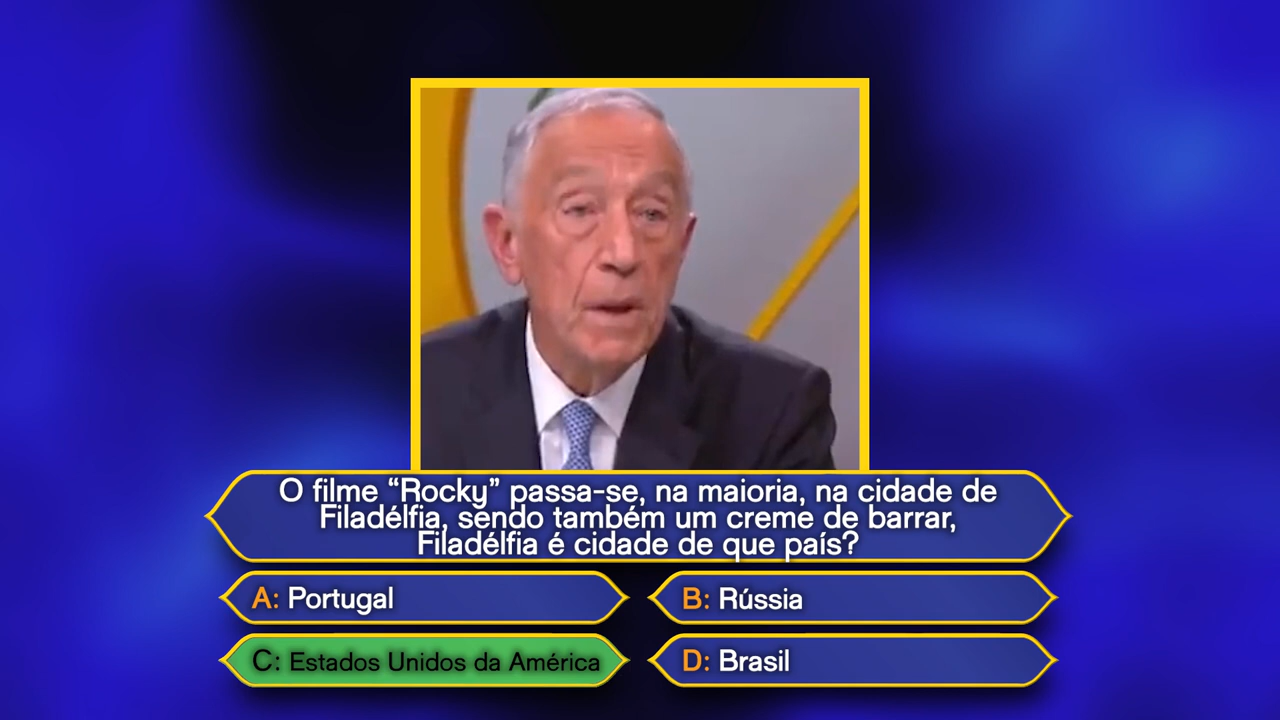 O filme “Rocky” passa-se, na maioria, na cidade de
Filadélfia, sendo também um creme de barrar,
Filadélfia é cidade de que país?
A: Portugal
B: Rússia
C: Estados Unidos da América
D: Brasil